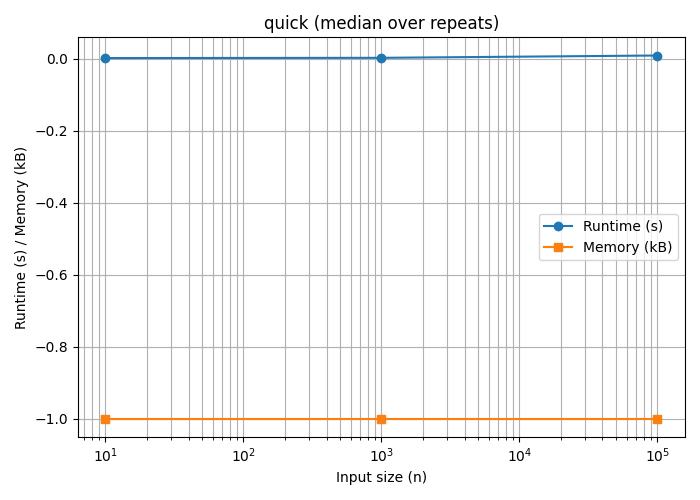 quick (median over repeats)
Runtime (s) / Memory (kB)
0.0
−0.2
−0.4
−0.6
−0.8
−1.0
Runtime (s)
Memory (kB)
10¹ 10² 10³ 10⁴ 10⁵
Input size (n)